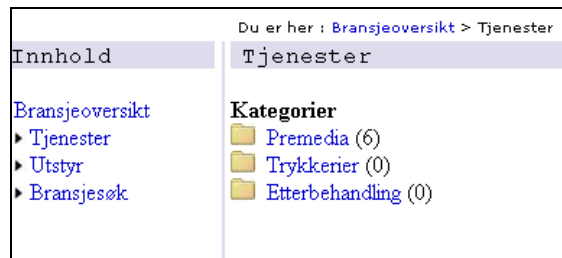 Du er her : Bransjeoversikt > Tjenester
Innhold
Tjenester
Bransjeoversikt
Tjenester
Utstyr
Bransjesøk
Kategorier
Premedia (6)
Trykkerier (0)
Etterbehandling (0)